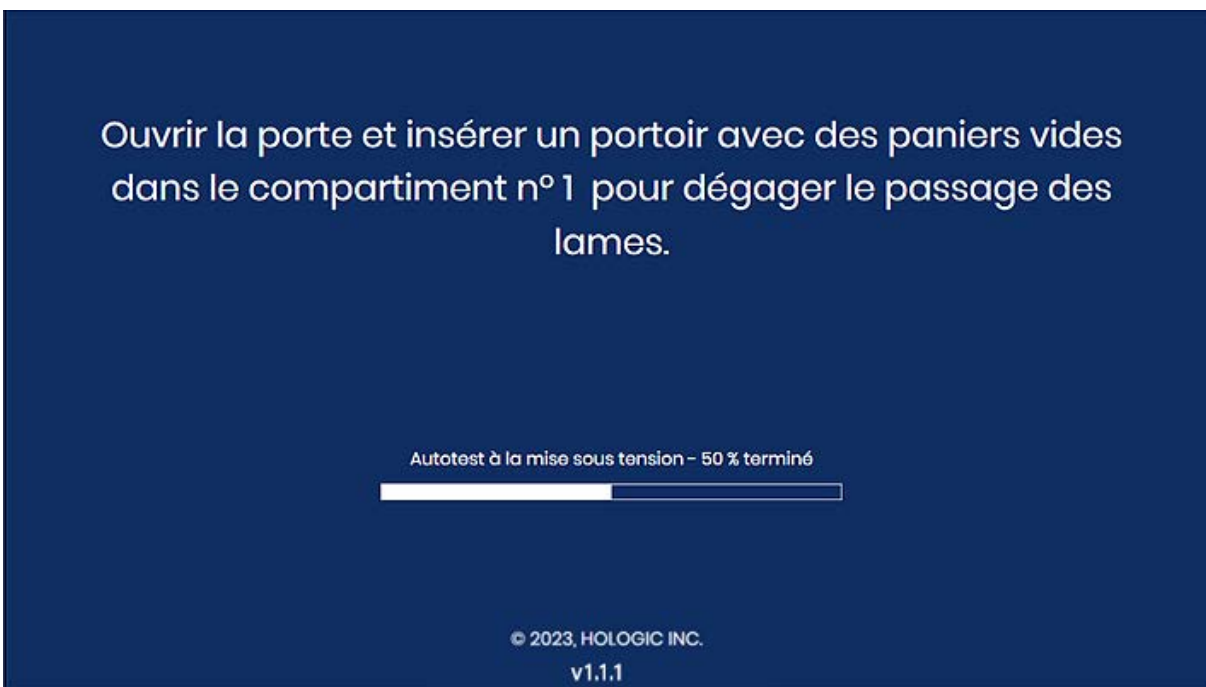 Ouvrir la porte et insérer un portoir avec des paniers vides
dans le compartiment nº 1 pour dégager le passage des
lames.
Autotest à la mise sous tension - 50 % terminé
© 2023, HOLOGIC INC.
v1.1.1